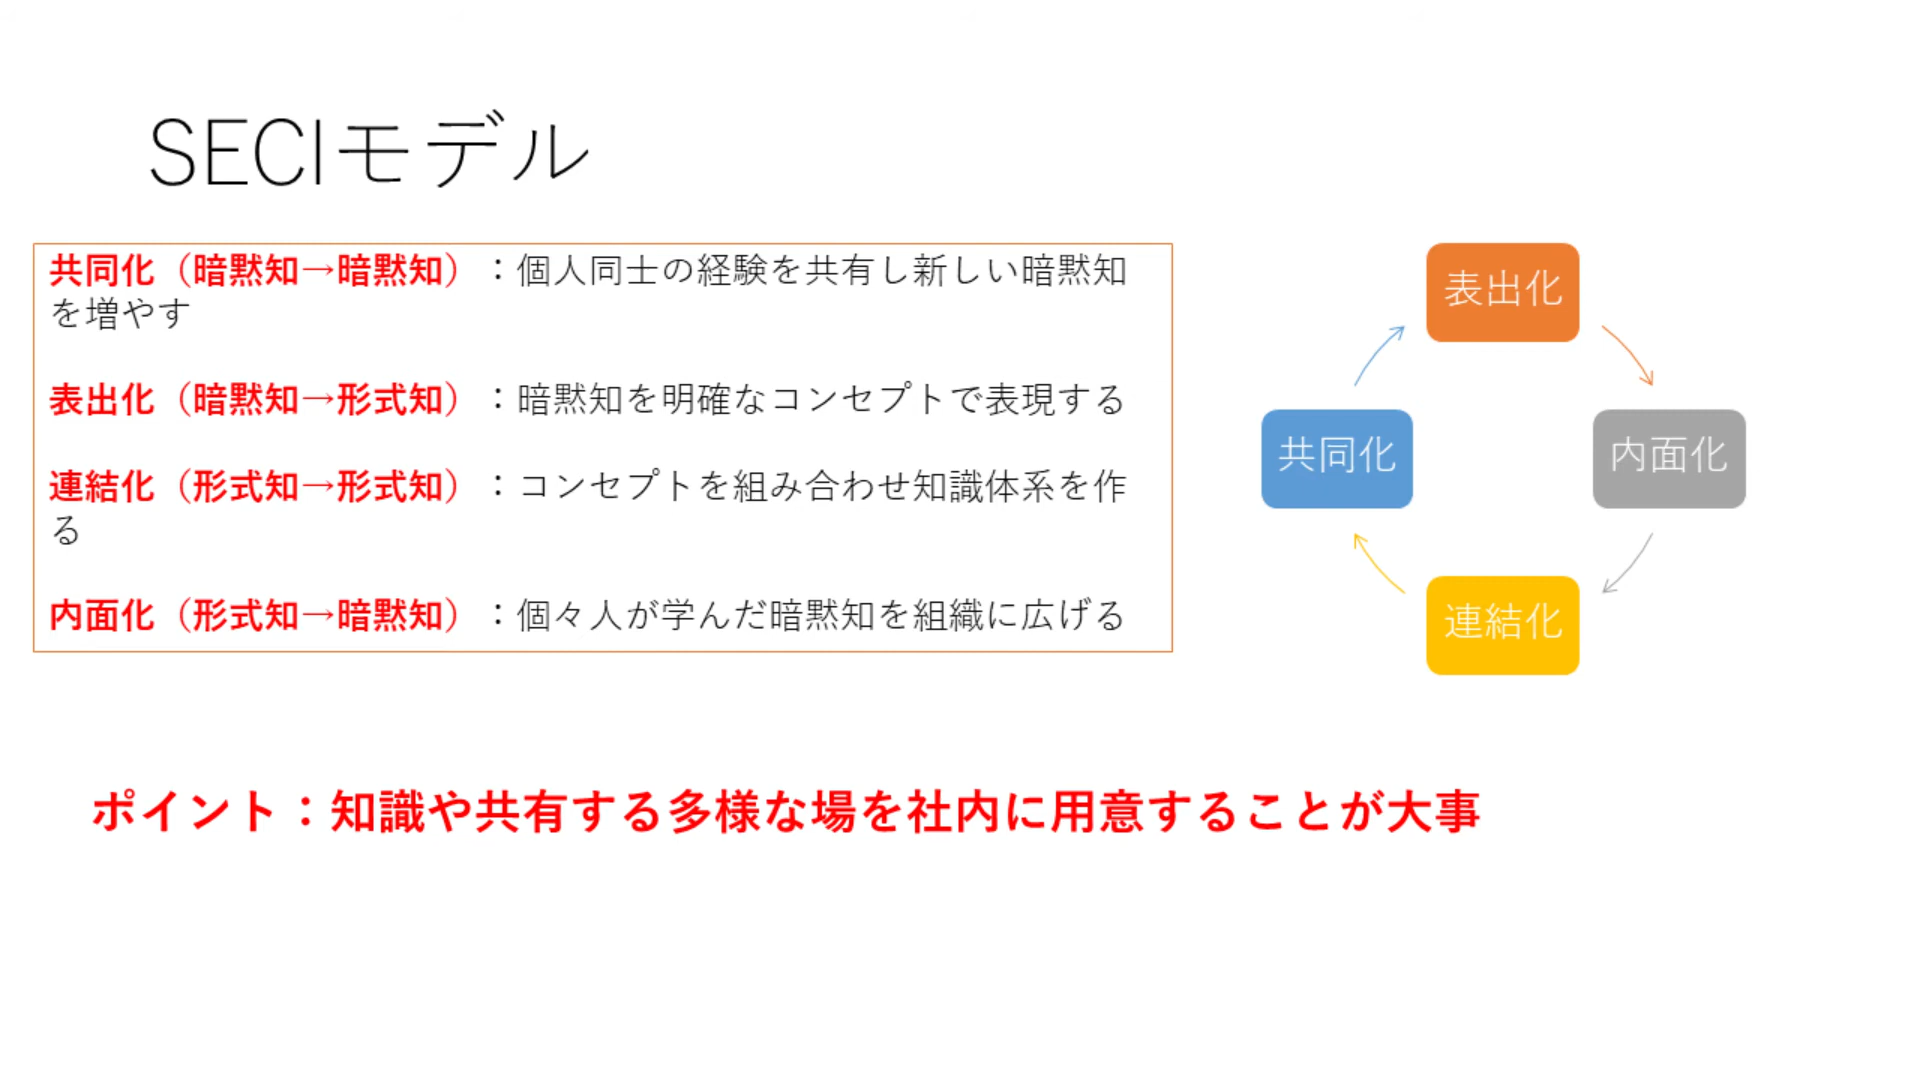 SECIモデル
共同化（暗黙知→暗黙知）：個人同士の経験を共有し新しい暗黙知
を増やす
表出化（暗黙知→形式知）：暗黙知を明確なコンセプトで表現する
連結化（形式知→形式知）：コンセプトを組み合わせ知識体系を作
る
内面化（形式知→暗黙知）：個々人が学んだ暗黙知を組織に広げる
表出化
共同化
内面化
連結化
ポイント：知識や共有する多様な場を社内に用意することが大事